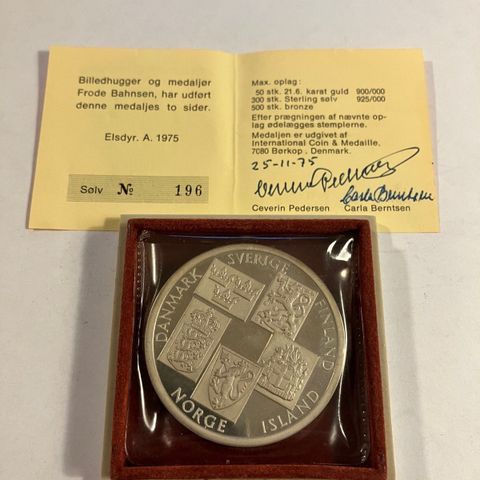 Billedhugger og medaljør
Frode Bahnsen, har udført
denne medaljes to sider.
Elsdyr. A. 1975
Sølv № 196
Max. oplag:
50 stk. 21.6. karat guld 900/000
300 stk. Sterling sølv 925/000
500 stk. bronze
Efter prægningen af nævnte op-
lag ødelægges stemplerne.
Medaljen er udgivet af
International Coin & Medaille,
7080 Børkop, Denmark.
25-11-75
Ceverin Pedersen Carla Berntsen
DANMARK SVERIGE FINLAND
NORGE ISLAND